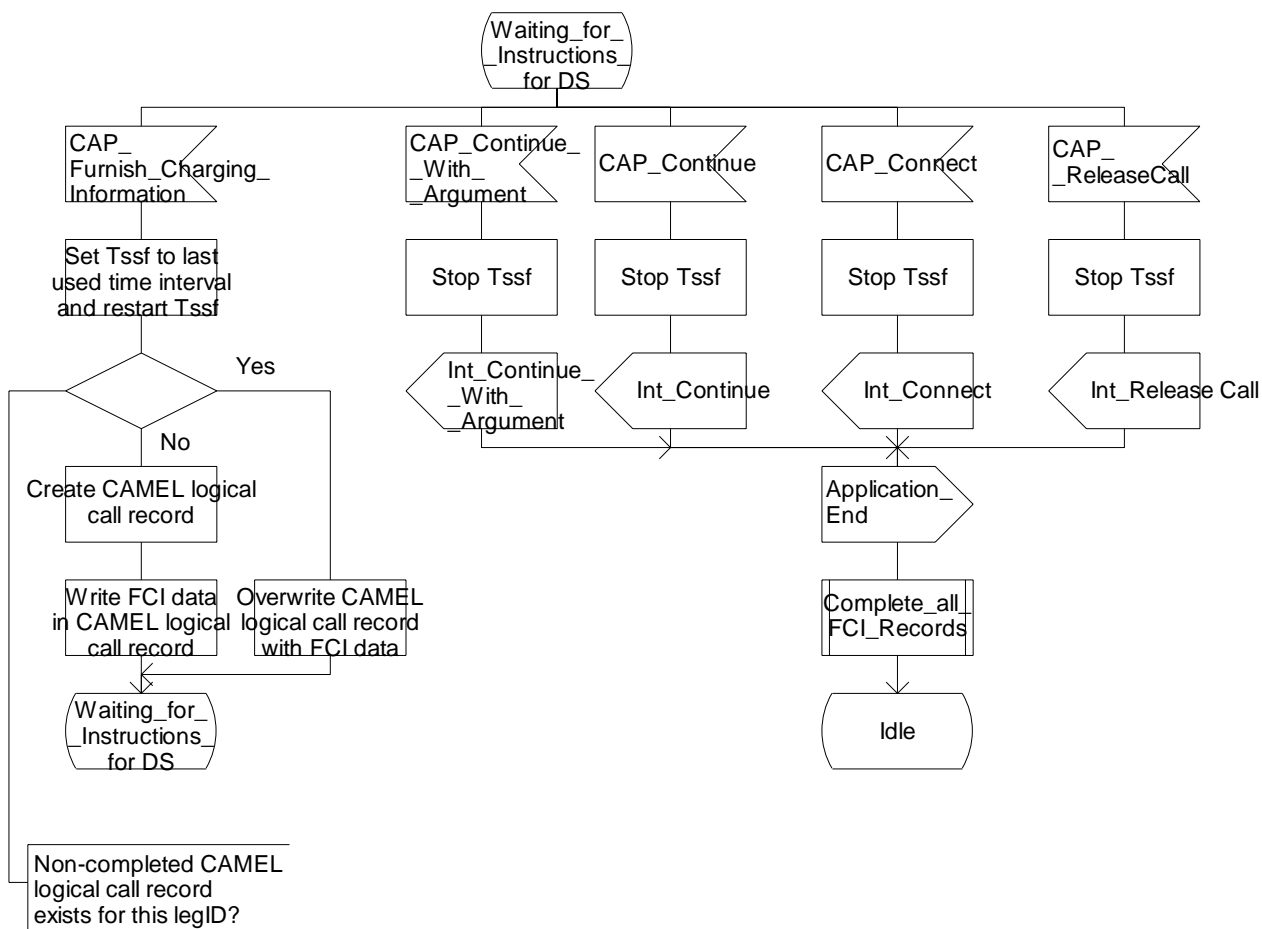 Waiting_for_
_Instructions_
for DS
CAP_
Furnish_Charging_
Information
CAP_Continue_
_With_
_Argument
CAP_Continue
CAP_Connect
CAP_
_ReleaseCall
Set Tssf to last
used time interval
and restart Tssf
Stop Tssf
Stop Tssf
Stop Tssf
Stop Tssf
Yes
No
Int_Continue_
_With_
_Argument
Int_Continue
Int_Connect
Int_Release Call
Create CAMEL logical
call record
Application_
End
Write FCI data
in CAMEL logical
call record
Overwrite CAMEL
logical call record
with FCI data
Complete_all_
FCI_Records
Waiting_for_
_Instructions_
for DS
Idle
Non-completed CAMEL
logical call record
exists for this legID?